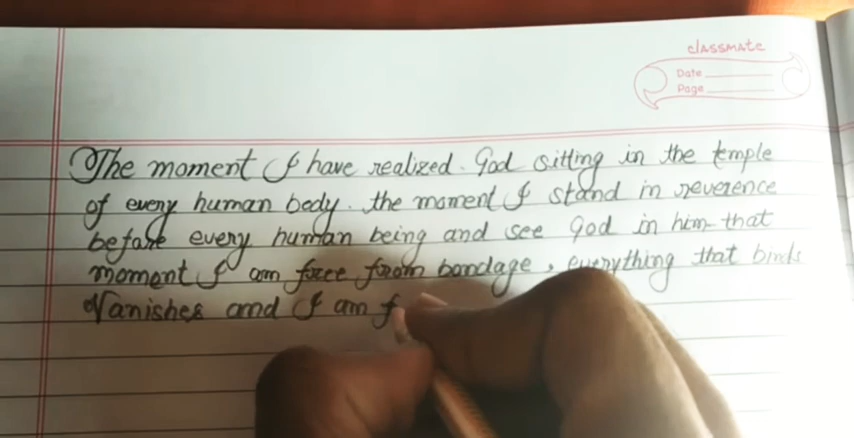 classmate
Date
Page
The moment I have realized. God sitting in the temple
of every human body. the moment I stand in reverence
before every human being and see God in him that
moment I am free from bondage, everything that binds
Vanishes and I am f